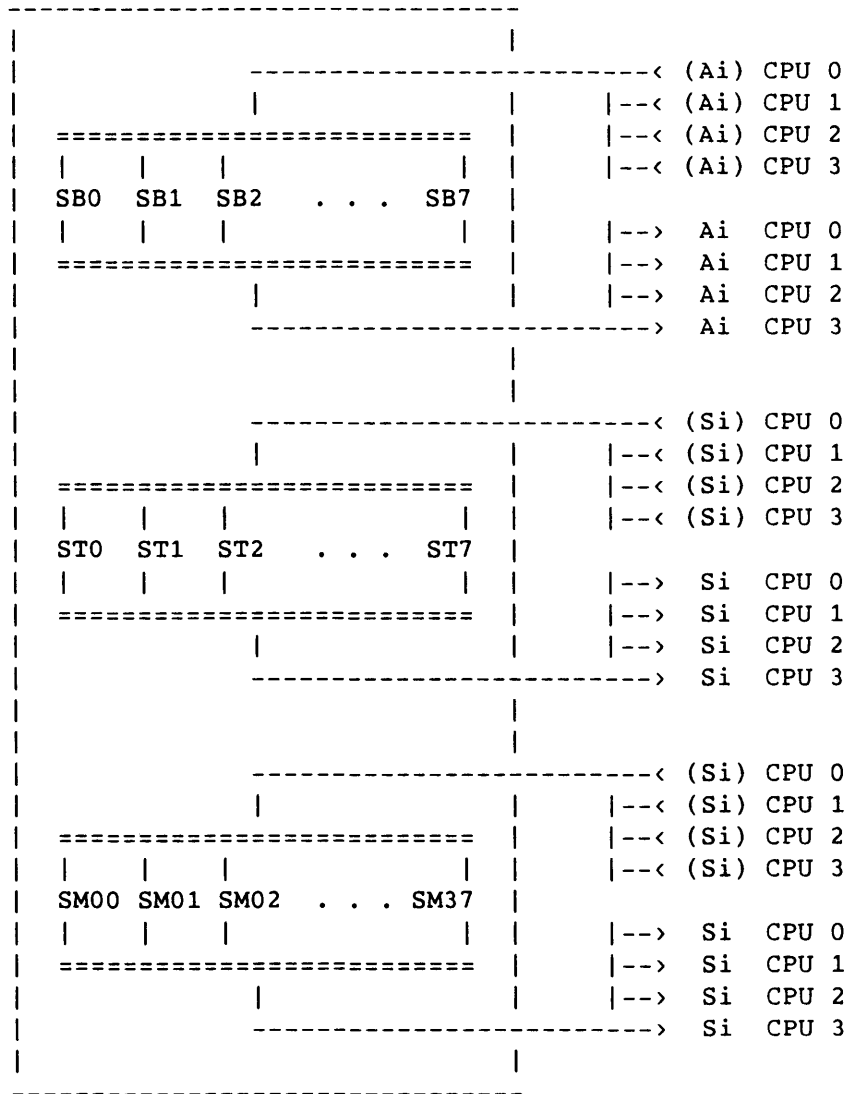 (Ai) CPU 0
(Ai) CPU 1
(Ai) CPU 2
(Ai) CPU 3
SB0 SB1 SB2 . . . SB7
Ai CPU 0
Ai CPU 1
Ai CPU 2
Ai CPU 3
(Si) CPU 0
(Si) CPU 1
(Si) CPU 2
(Si) CPU 3
ST0 ST1 ST2 . . . ST7
Si CPU 0
Si CPU 1
Si CPU 2
Si CPU 3
(Si) CPU 0
(Si) CPU 1
(Si) CPU 2
(Si) CPU 3
SM00 SM01 SM02 . . . SM37
Si CPU 0
Si CPU 1
Si CPU 2
Si CPU 3